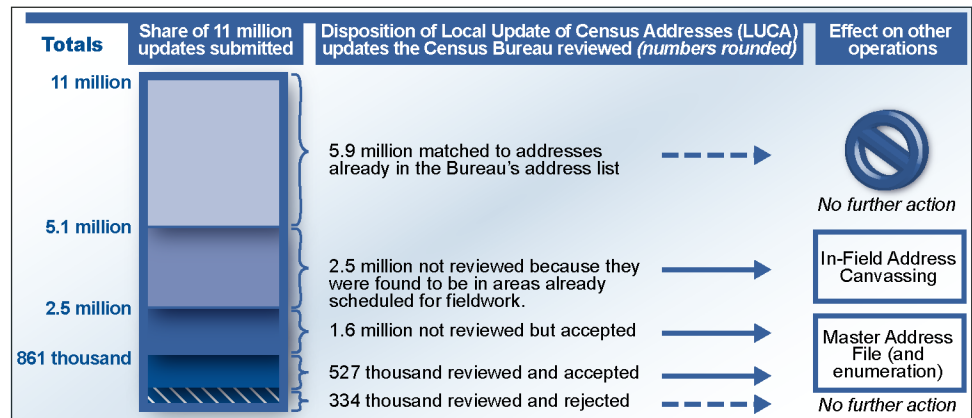 Totals
Share of 11 million
updates submitted
Disposition of Local Update of Census Addresses (LUCA)
updates the Census Bureau reviewed (numbers rounded)
Effect on other
operations
11 million
5.9 million matched to addresses
already in the Bureau's address list
No further action
5.1 million
2.5 million not reviewed because they
were found to be in areas already
scheduled for fieldwork.
In-Field Address
Canvassing
2.5 million
1.6 million not reviewed but accepted
Master Address
File (and
enumeration)
861 thousand
527 thousand reviewed and accepted
334 thousand reviewed and rejected
No further action